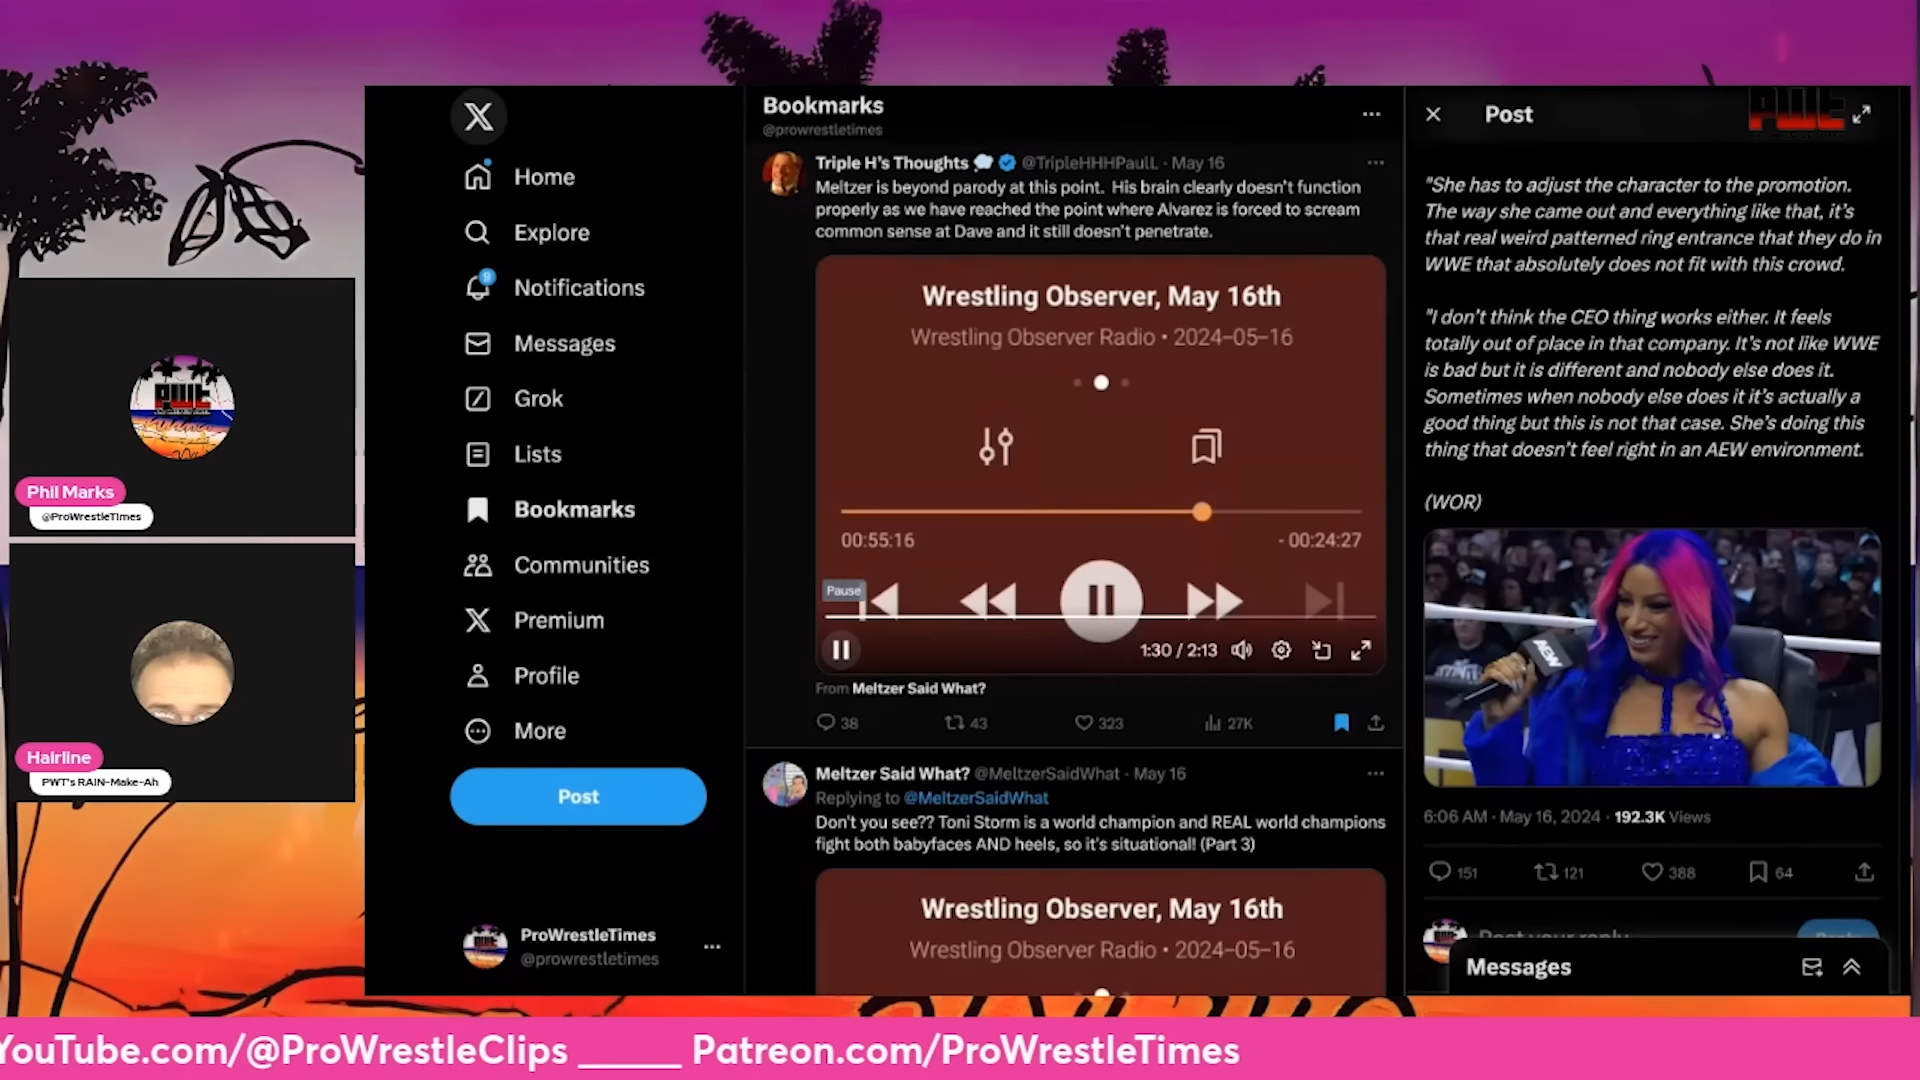 Phil Marks
@ProWrestleTimes
Hairline
PWT's RAIN-Make-Ah
Home
Explore
9
Notifications
Messages
Grok
Lists
Bookmarks
Communities
Premium
Profile
More
Post
ProWrestleTimes
@prowrestletimes
Bookmarks
@prowrestletimes
Triple H's Thoughts @TripleHHHPaulL · May 16
Meltzer is beyond parody at this point. His brain clearly doesn't function
properly as we have reached the point where Alvarez is forced to scream
common sense at Dave and it still doesn't penetrate.
Wrestling Observer, May 16th
Wrestling Observer Radio • 2024-05-16
00:55:16
- 00:24:27
Pause
1:30 / 2:13
From Meltzer Said What?
38
43
323
27K
Meltzer Said What? @MeltzerSaidWhat · May 16
Replying to @MeltzerSaidWhat
Don't you see?? Toni Storm is a world champion and REAL world champions
fight both babyfaces AND heels, so it's situational! (Part 3)
Wrestling Observer, May 16th
Wrestling Observer Radio • 2024-05-16
Post
PWT
"She has to adjust the character to the promotion.
The way she came out and everything like that, it's
that real weird patterned ring entrance that they do in
WWE that absolutely does not fit with this crowd.
"I don't think the CEO thing works either. It feels
totally out of place in that company. It's not like WWE
is bad but it is different and nobody else does it.
Sometimes when nobody else does it it's actually a
good thing but this is not that case. She's doing this
thing that doesn't feel right in an AEW environment.
(WOR)
AEW
6:06 AM · May 16, 2024 · 192.3K Views
151
121
388
64
Post your reply
Reply
Messages
YouTube.com/@ProWrestleClips ______ Patreon.com/ProWrestleTimes